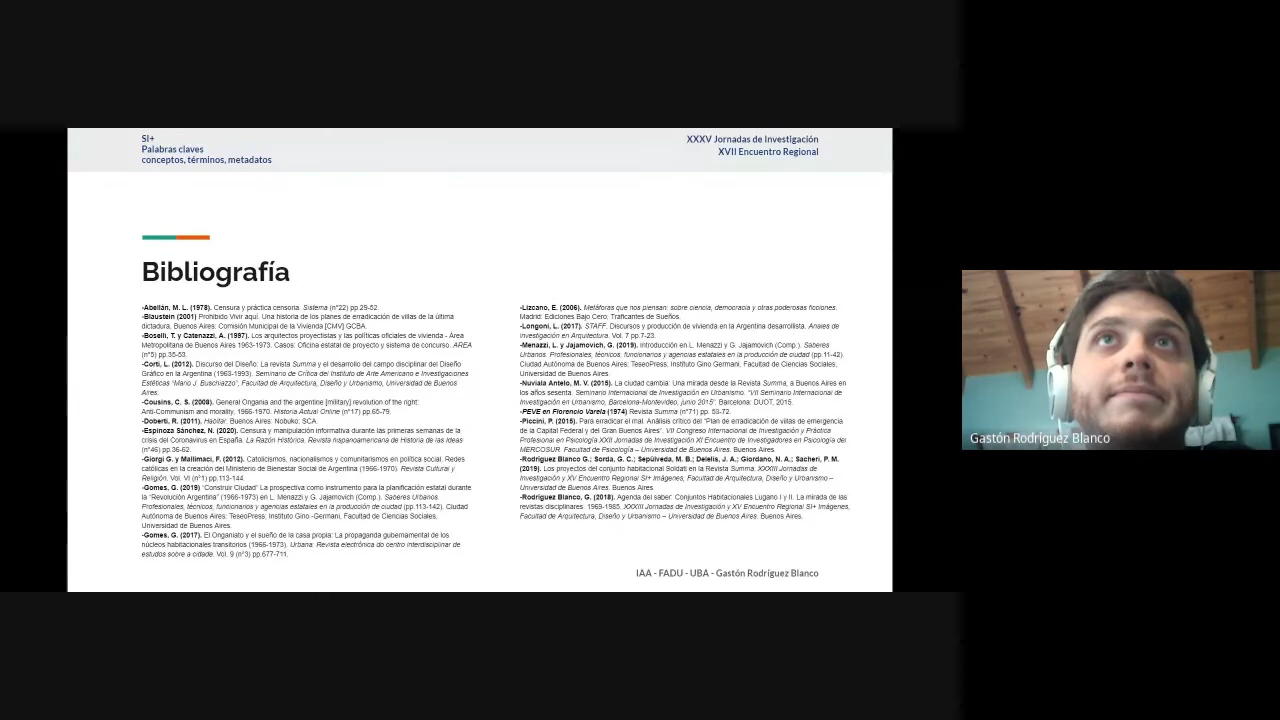 SI+
Palabras claves
conceptos, términos, metadatos
XXXV Jornadas de Investigación
XVII Encuentro Regional
Bibliografía
-Abellán, M. L. (1978). Censura y práctica censoria. Sistema (n°22) pp.29-52.
-Blaustein (2001) Prohibido Vivir aquí. Una historia de los planes de erradicación de villas de la última
dictadura, Buenos Aires: Comisión Municipal de la Vivienda [CMV] GCBA.
-Boselli, T. y Catenazzi, A. (1997). Los arquitectos proyectistas y las políticas oficiales de vivienda - Área
Metropolitana de Buenos Aires 1963-1973. Casos: Oficina estatal de proyecto y sistema de concurso. AREA
(n°5) pp.35-53.
-Corti, L. (2012). Discurso del Diseño: La revista Summa y el desarrollo del campo disciplinar del Diseño
Gráfico en la Argentina (1963-1993). Seminario de Crítica del Instituto de Arte Americano e Investigaciones
Estéticas "Mario J. Buschiazzo", Facultad de Arquitectura, Diseño y Urbanismo, Universidad de Buenos
Aires.
-Cousins, C. S. (2008). General Ongania and the argentine [military] revolution of the right:
Anti-Communism and morality, 1966-1970. Historia Actual Online (n°17) pp.65-79.
-Doberti, R. (2011). Habitar. Buenos Aires: Nobuko: SCA.
-Espinoza Sánchez, N. (2020). Censura y manipulación informativa durante las primeras semanas de la
crisis del Coronavirus en España. La Razón Histórica. Revista hispanoamericana de Historia de las Ideas
(n°46) pp.36-62.
-Giorgi G. y Mallimaci, F. (2012). Catolicismos, nacionalismos y comunitarismos en política social. Redes
católicas en la creación del Ministerio de Bienestar Social de Argentina (1966-1970). Revista Cultural y
Religión. Vol. VI (n°1) pp.113-144.
-Gomes, G. (2019) "Construir Ciudad" La prospectiva como instrumento para la planificación estatal durante
la "Revolución Argentina" (1966-1973) en L. Menazzi y G. Jajamovich (Comp.). Saberes Urbanos.
Profesionales, técnicos, funcionarios y agencias estatales en la producción de ciudad (pp.113-142). Ciudad
Autónoma de Buenos Aires: TeseoPress; Instituto Gino -Germani, Facultad de Ciencias Sociales,
Universidad de Buenos Aires.
-Gomes, G. (2017). El Onganiato y el sueño de la casa propia: La propaganda gubernamental de los
núcleos habitacionales transitorios (1966-1973). Urbana: Revista electrônica do centro interdisciplinar de
estudos sobre a cidade. Vol. 9 (n°3) pp.677-711.
-Lizcano, E. (2006). Metáforas que nos piensan: sobre ciencia, democracia y otras poderosas ficciones.
Madrid: Ediciones Bajo Cero, Traficantes de Sueños.
-Longoni, L. (2017). STAFF. Discursos y producción de vivienda en la Argentina desarrollista. Anales de
investigación en Arquitectura. Vol. 7 pp.7-23.
-Menazzi, L. y Jajamovich, G. (2019). Introducción en L. Menazzi y G. Jajamovich (Comp.). Saberes
Urbanos. Profesionales, técnicos, funcionarios y agencias estatales en la producción de ciudad (pp.11-42).
Ciudad Autónoma de Buenos Aires: TeseoPress, Instituto Gino Germani, Facultad de Ciencias Sociales,
Universidad de Buenos Aires.
-Nuviala Antelo, M. V. (2015). La ciudad cambia: Una mirada desde la Revista Summa, a Buenos Aires en
los años sesenta. Seminario Internacional de Investigación en Urbanismo. "VII Seminario Internacional de
Investigación en Urbanismo, Barcelona-Montevideo, junio 2015". Barcelona: DUOT, 2015.
-PEVE en Florencio Varela (1974) Revista Summa (n°71) pp. 53-72.
-Piccini, P. (2015). Para erradicar el mal. Análisis crítico del "Plan de erradicación de villas de emergencia
de la Capital Federal y del Gran Buenos Aires". VII Congreso Internacional de Investigación y Práctica
Profesional en Psicología XXII Jornadas de Investigación XI Encuentro de Investigadores en Psicología del
MERCOSUR. Facultad de Psicología – Universidad de Buenos Aires. Buenos Aires
-Rodríguez Blanco G.; Sorda, G. C.; Sepúlveda, M. B.; Delelis, J. A.; Giordano, N. A.; Sacheri, P. M.
(2019). Los proyectos del conjunto habitacional Soldati en la Revista Summa. XXXIII Jornadas de
Investigación y XV Encuentro Regional SI+ Imágenes, Facultad de Arquitectura, Diseño y Urbanismo –
Universidad de Buenos Aires. Buenos Aires
-Rodríguez Blanco, G. (2018). Agenda del saber: Conjuntos Habitacionales Lugano I y II. La mirada de las
revistas disciplinares. 1969-1985. XXXIII Jornadas de Investigación y XV Encuentro Regional SI+ Imágenes,
Facultad de Arquitectura, Diseño y Urbanismo – Universidad de Buenos Aires. Buenos Aires.
IAA - FADU - UBA - Gastón Rodríguez Blanco
Gastón Rodríguez Blanco